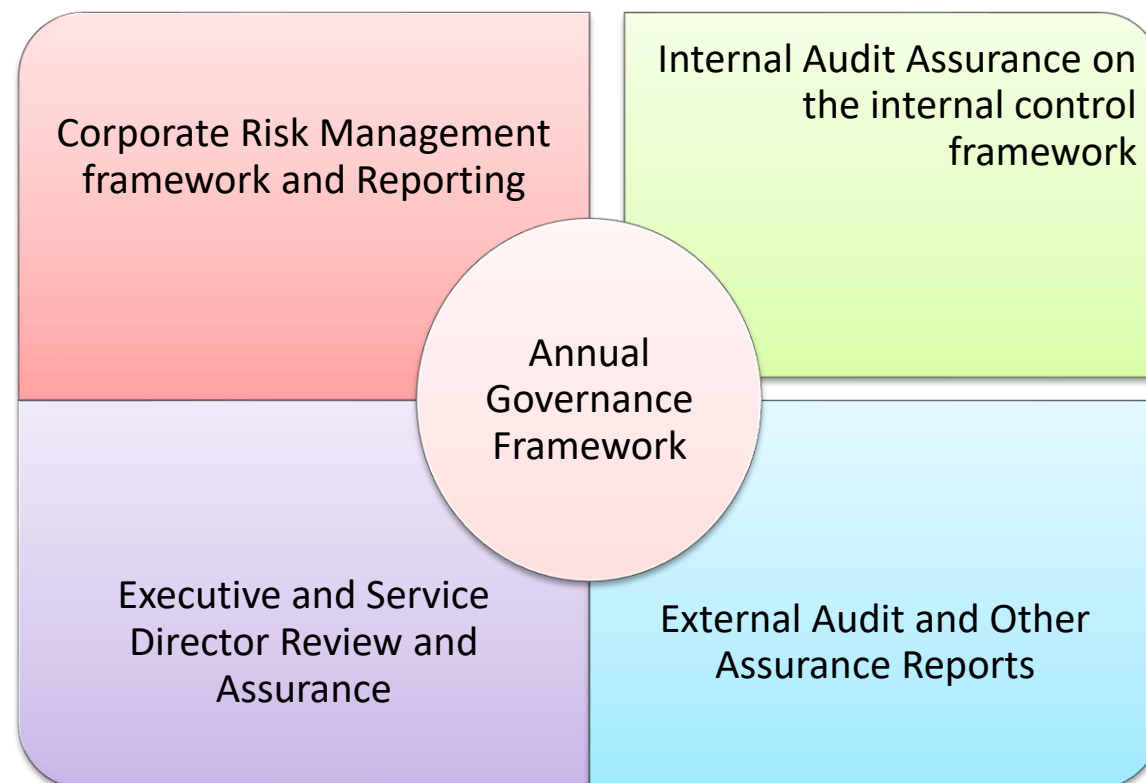 Corporate Risk Management
framework and Reporting
Internal Audit Assurance on
the internal control
framework
Annual
Governance
Framework
Executive and Service
Director Review and
Assurance
External Audit and Other
Assurance Reports